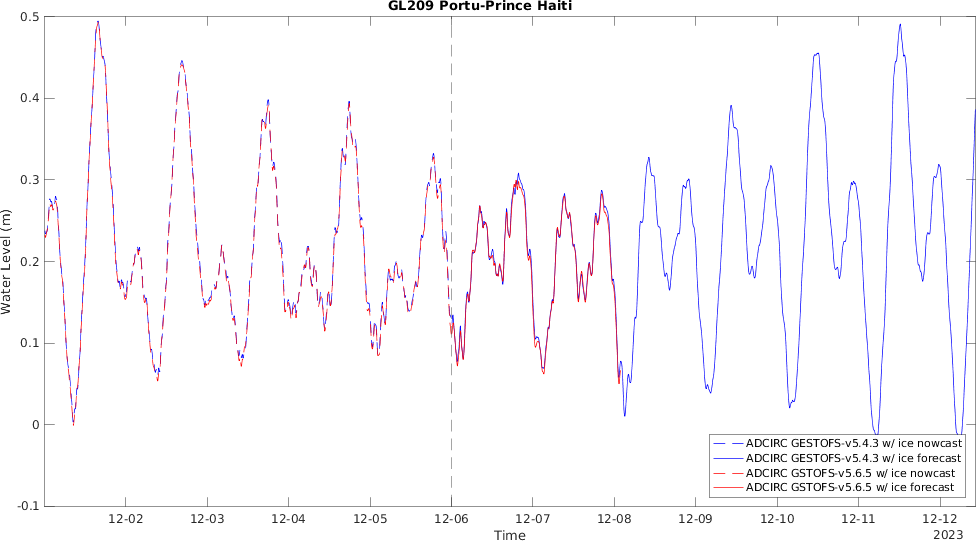 GL209 Portu-Prince Haiti
Water Level (m)
0.5
0.4
0.3
0.2
0.1
0
-0.1
12-02 12-03 12-04 12-05 12-06 12-07 12-08 12-09 12-10 12-11 12-12
Time
2023
ADCIRC GESTOFS-v5.4.3 w/ ice nowcast
ADCIRC GESTOFS-v5.4.3 w/ ice forecast
ADCIRC GSTOFS-v5.6.5 w/ ice nowcast
ADCIRC GSTOFS-v5.6.5 w/ ice forecast